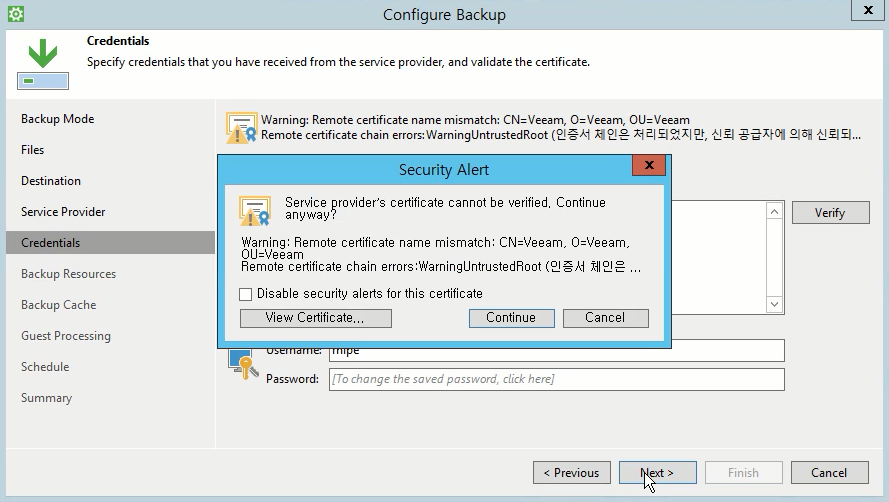 Configure Backup
x
Credentials
Specify credentials that you have received from the service provider, and validate the certificate.
Backup Mode
Files
Destination
Service Provider
Credentials
Backup Resources
Backup Cache
Guest Processing
Schedule
Summary
Warning: Remote certificate name mismatch: CN=Veeam, O=Veeam, OU=Veeam
Remote certificate chain errors:WarningUntrustedRoot (인증서 체인은 처리되었지만, 신뢰 공급자에 의해 신뢰되...
Verify
Security Alert
x
Service provider's certificate cannot be verified, Continue
anyway?
Warning: Remote certificate name mismatch: CN=Veeam, O=Veeam,
OU=Veeam
Remote certificate chain errors:WarningUntrustedRoot (인증서 체인은 ...
Disable security alerts for this certificate
View Certificate...
Continue
Cancel
Username:
Password:
[To change the saved password, click here]
< Previous
Next >
Finish
Cancel